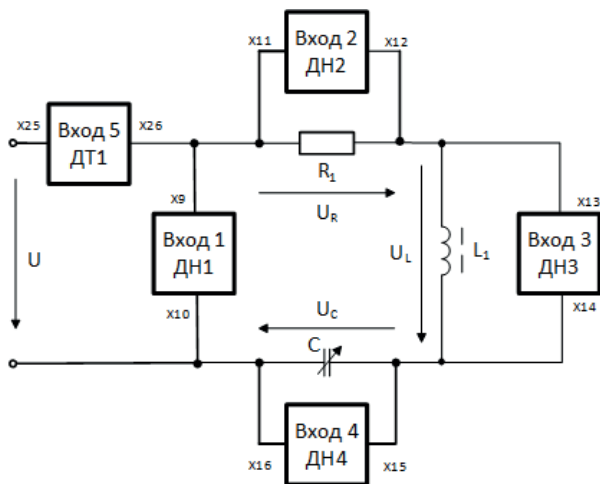 X11
Вход 2
ДН2
X12
X25
Вход 5
ДТ1
X26
R1
X9
UR
X13
U
Вход 1
ДН1
UL
L1
Вход 3
ДН3
X10
UC
X14
C
Вход 4
ДН4
X16
X15